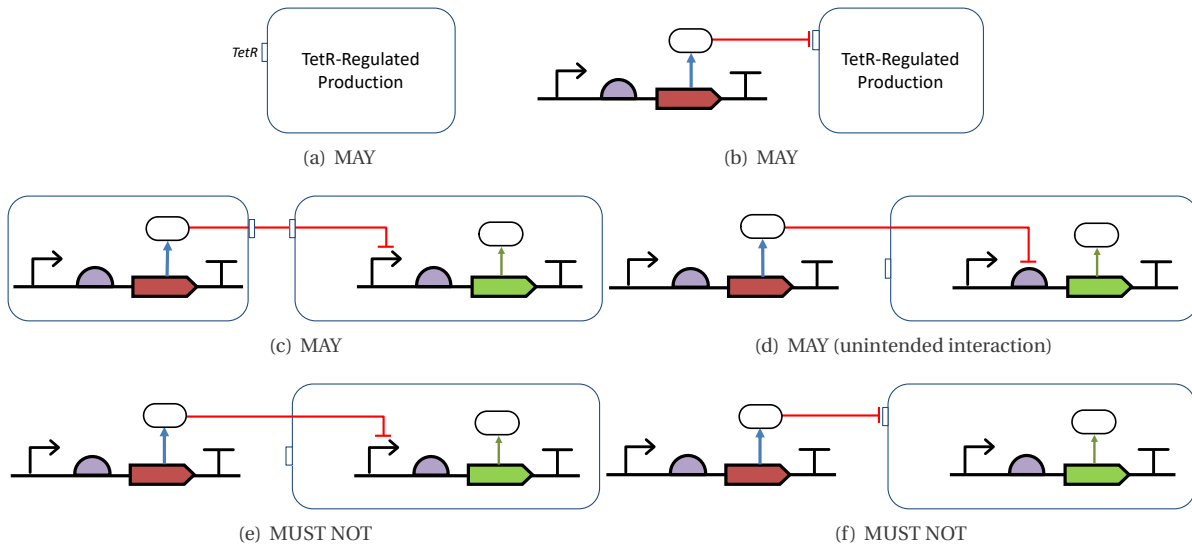 TetR
TetR-Regulated
Production
TetR-Regulated
Production
(a) MAY
(b) MAY
(c) MAY
(d) MAY (unintended interaction)
(e) MUST NOT
(f) MUST NOT